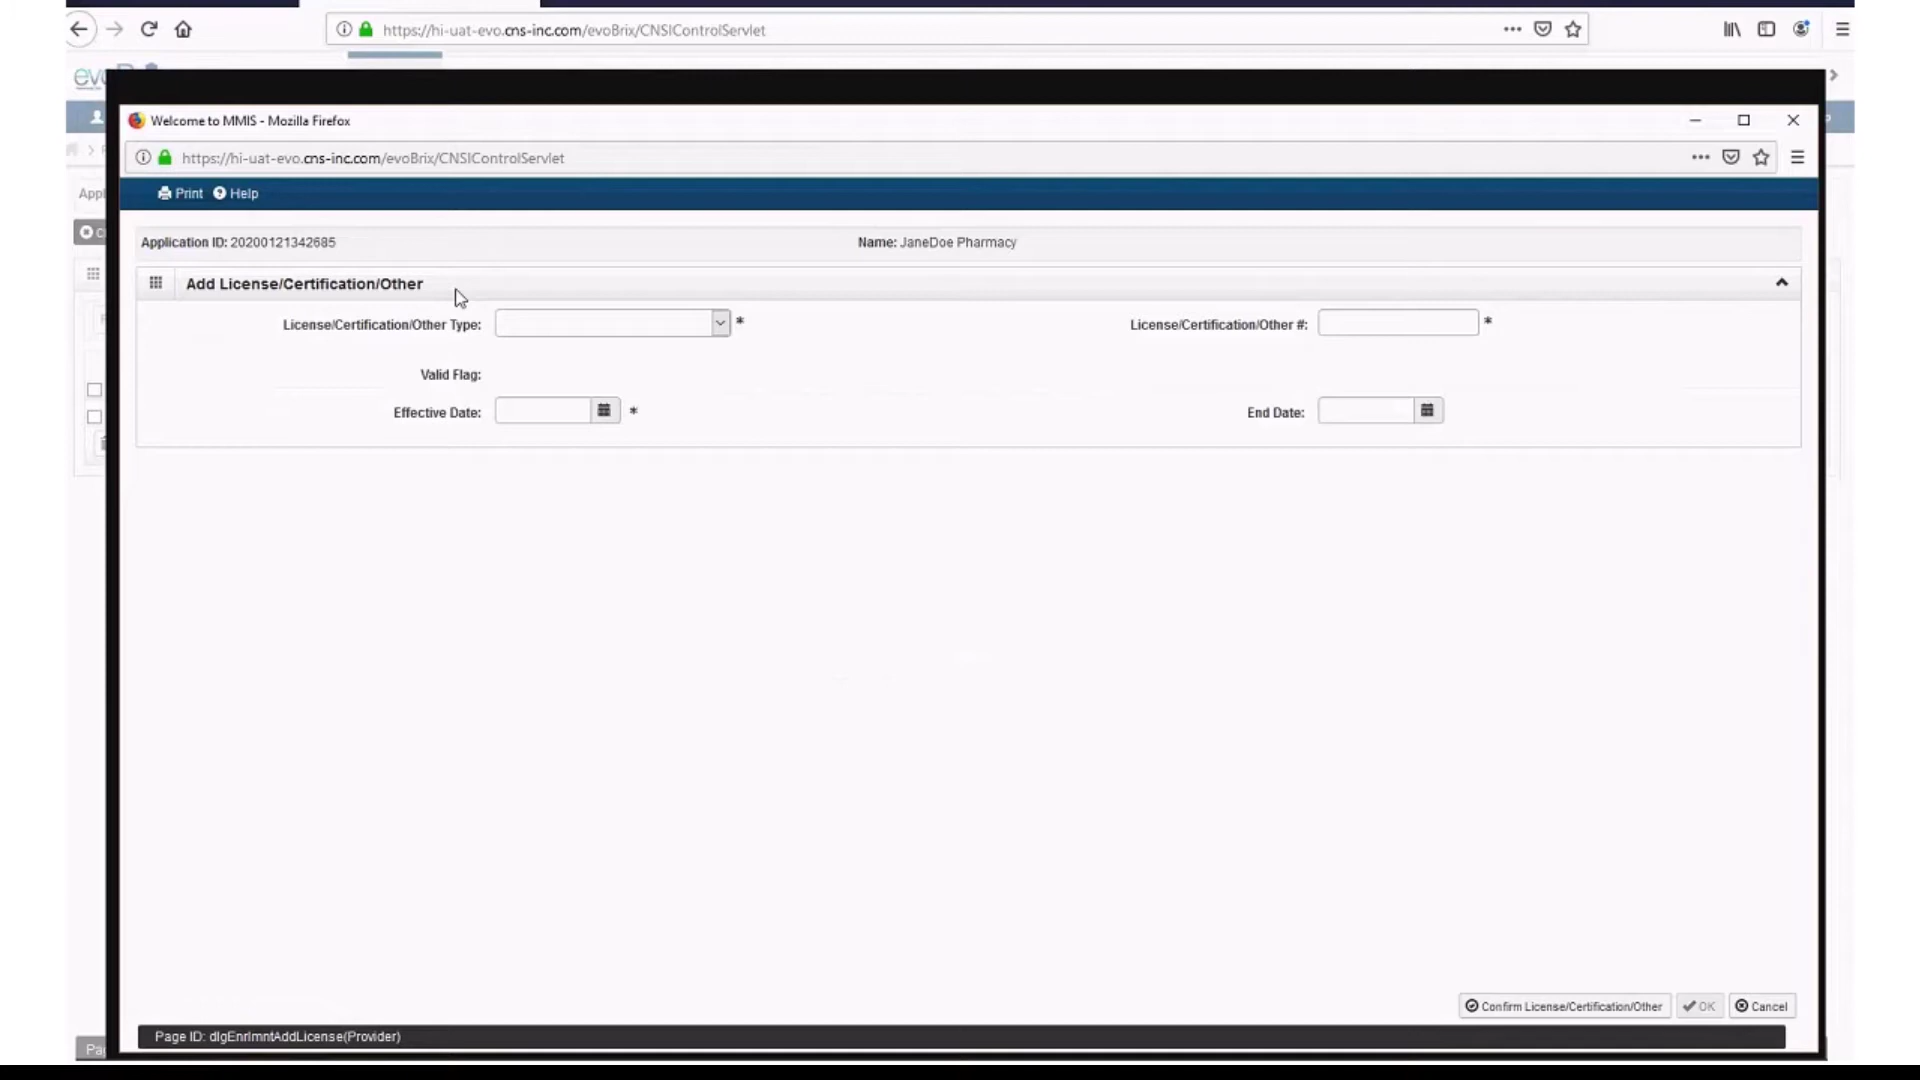 https://hi-uat-evo.cns-inc.com/evoBrix/CNSIControlServlet
Welcome to MMIS - Mozilla Firefox
https://hi-uat-evo.cns-inc.com/evoBrix/CNSIControlServlet
Print Help
Appl
Application ID: 20200121342685 Name: JaneDoe Pharmacy
Add License/Certification/Other
License/Certification/Other Type: * License/Certification/Other #: *
Valid Flag:
Effective Date: * End Date:
Confirm License/Certification/Other OK Cancel
Page ID: dlgEnrlmntAddLicense(Provider)